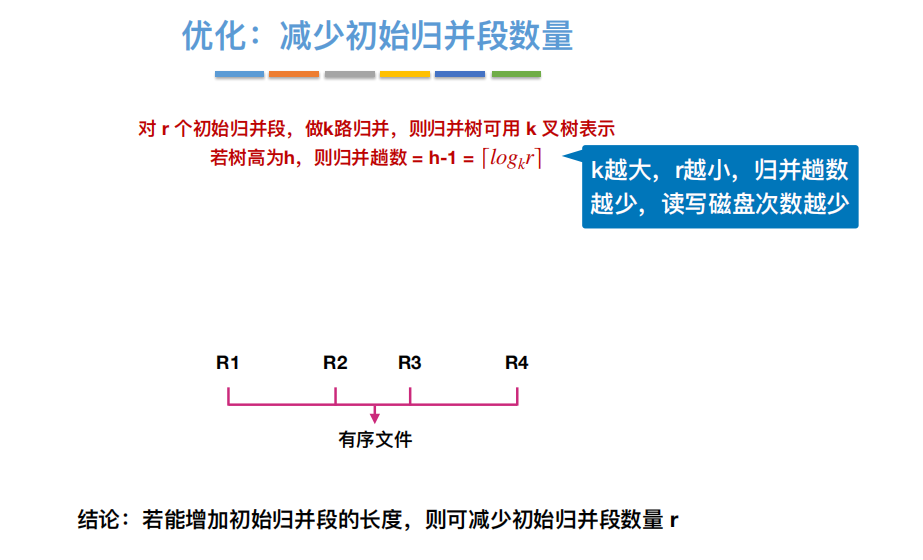 优化：减少初始归并段数量
对 r 个初始归并段，做k路归并，则归并树可用 k 叉树表示
若树高为h，则归并趟数 = h-1 = ⌈logₖr⌉
k越大，r越小，归并趟数
越少，读写磁盘次数越少
R1 R2 R3 R4
有序文件
结论：若能增加初始归并段的长度，则可减少初始归并段数量 r